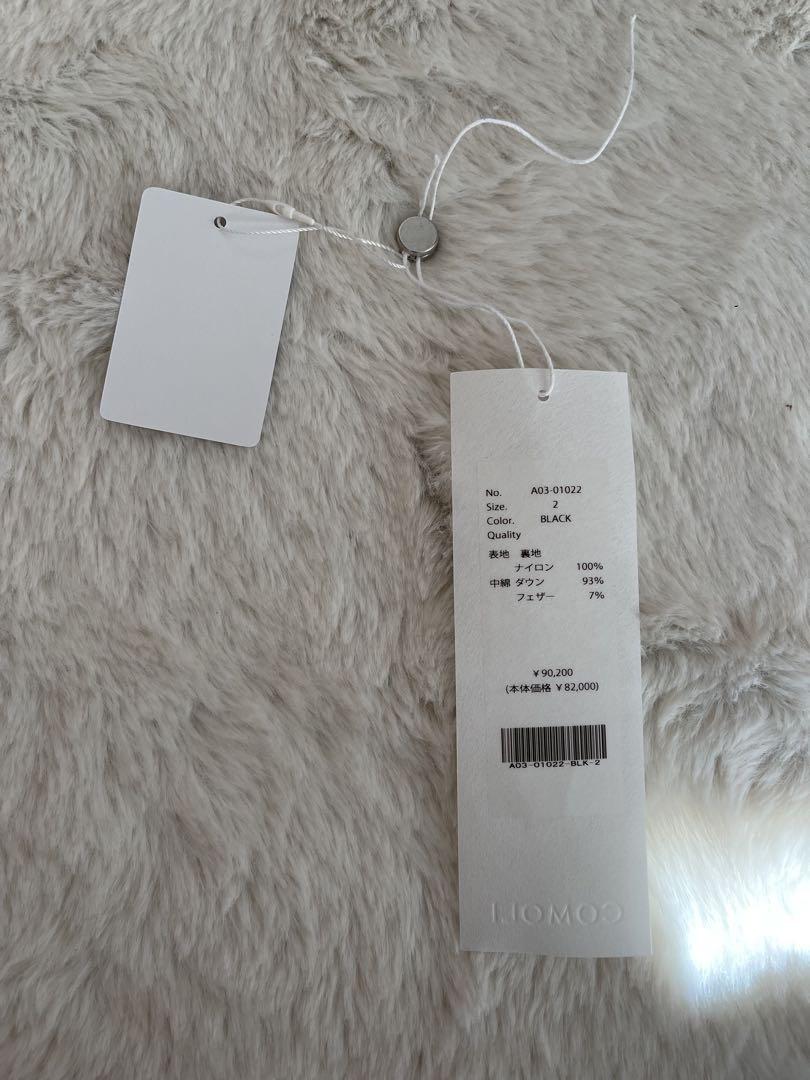 No. A03-01022
Size. 2
Color. BLACK
Quality
表地 裏地
ナイロン 100%
中綿 ダウン 93%
フェザー 7%
¥90,200
(本体価格 ¥82,000)
A03-01022-BLK-2
COMOLI